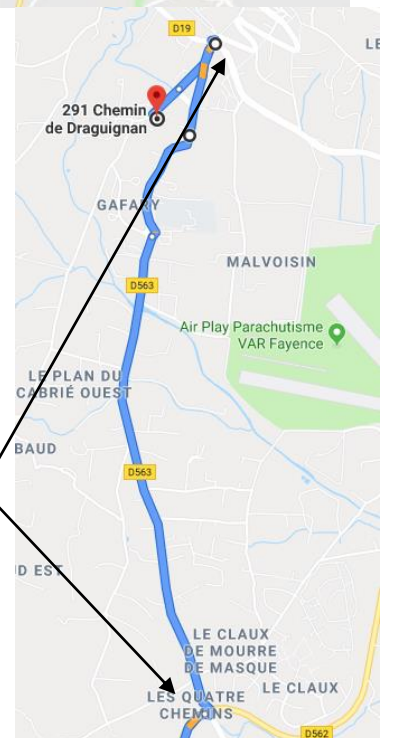 D19
LE
291 Chemin
de Draguignan
GAFARY
MALVOISIN
D563
Air Play Parachutisme
VAR Fayence
LE PLAN DU
CABRIÉ OUEST
BAUD
D563
D EST
LE CLAUX
DE MOURRE
DE MASQUE
LE CLAUX
LES QUATRE
CHEMINS
D562